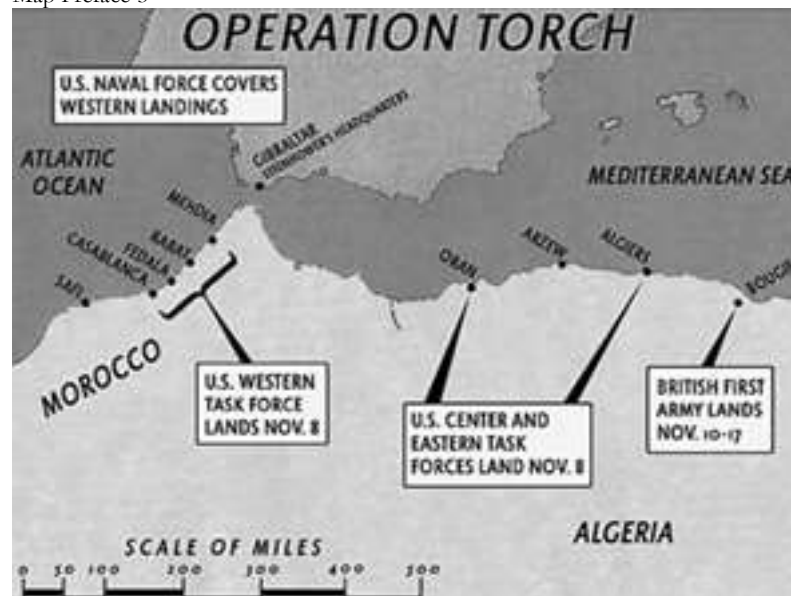 Map Preface 3
OPERATION TORCH
U.S. NAVAL FORCE COVERS
WESTERN LANDINGS
ATLANTIC
OCEAN
GIBRALTAR
EISENHOWER'S HEADQUARTERS
MEDITERRANEAN SEA
MEHDIA
RABAT
FEDALA
CASABLANCA
SAFI
ORAN
ARZEW
ALGIERS
BOUGIE
MOROCCO
U.S. WESTERN
TASK FORCE
LANDS NOV. 8
U.S. CENTER AND
EASTERN TASK
FORCES LAND NOV. 8
BRITISH FIRST
ARMY LANDS
NOV. 10-17
ALGERIA
SCALE OF MILES
0 50 100 200 300 400 500